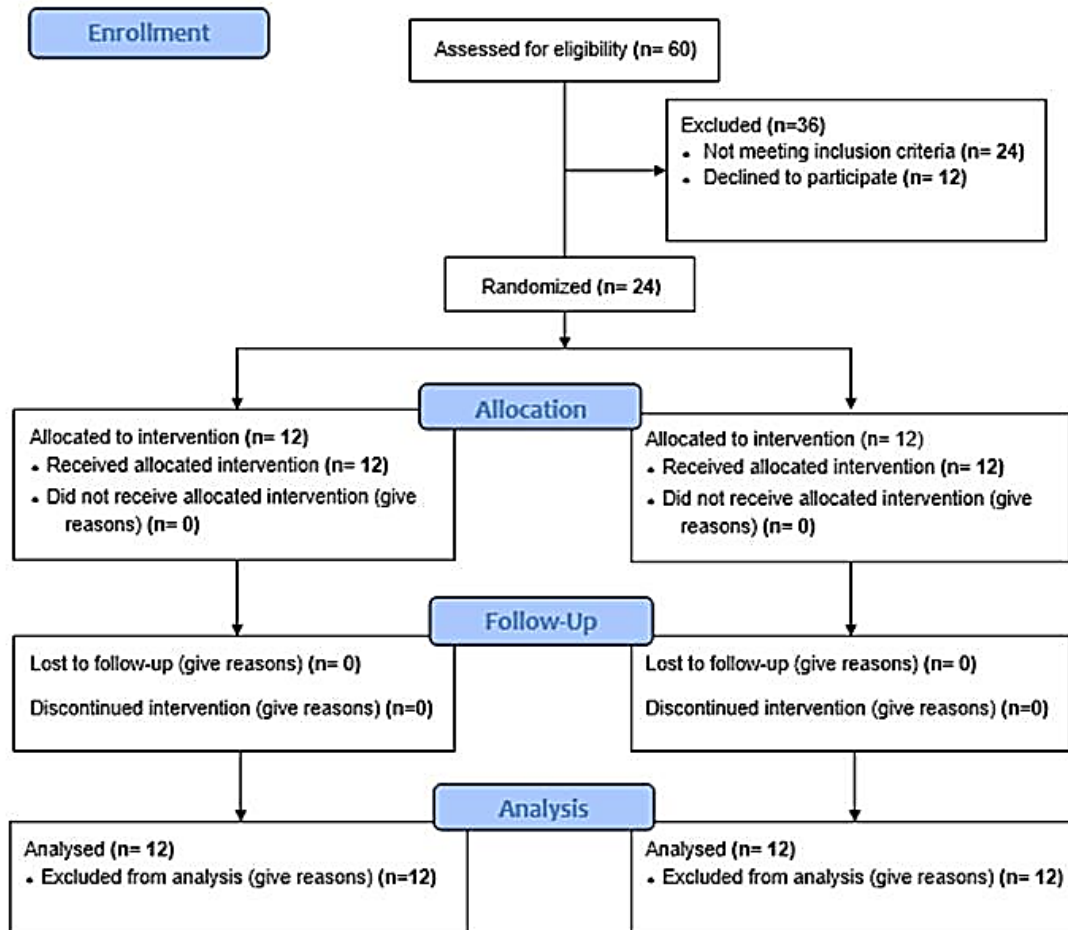 Enrollment
Assessed for eligibility (n= 60)
Excluded (n=36)
• Not meeting inclusion criteria (n= 24)
• Declined to participate (n= 12)
Randomized (n= 24)
Allocation
Allocated to intervention (n= 12)
• Received allocated intervention (n= 12)
• Did not receive allocated intervention (give
reasons) (n= 0)
Allocated to intervention (n= 12)
• Received allocated intervention (n= 12)
• Did not receive allocated intervention (give
reasons) (n= 0)
Follow-Up
Lost to follow-up (give reasons) (n= 0)
Discontinued intervention (give reasons) (n=0)
Lost to follow-up (give reasons) (n= 0)
Discontinued intervention (give reasons) (n=0)
Analysis
Analysed (n= 12)
• Excluded from analysis (give reasons) (n=12)
Analysed (n= 12)
• Excluded from analysis (give reasons) (n= 12)